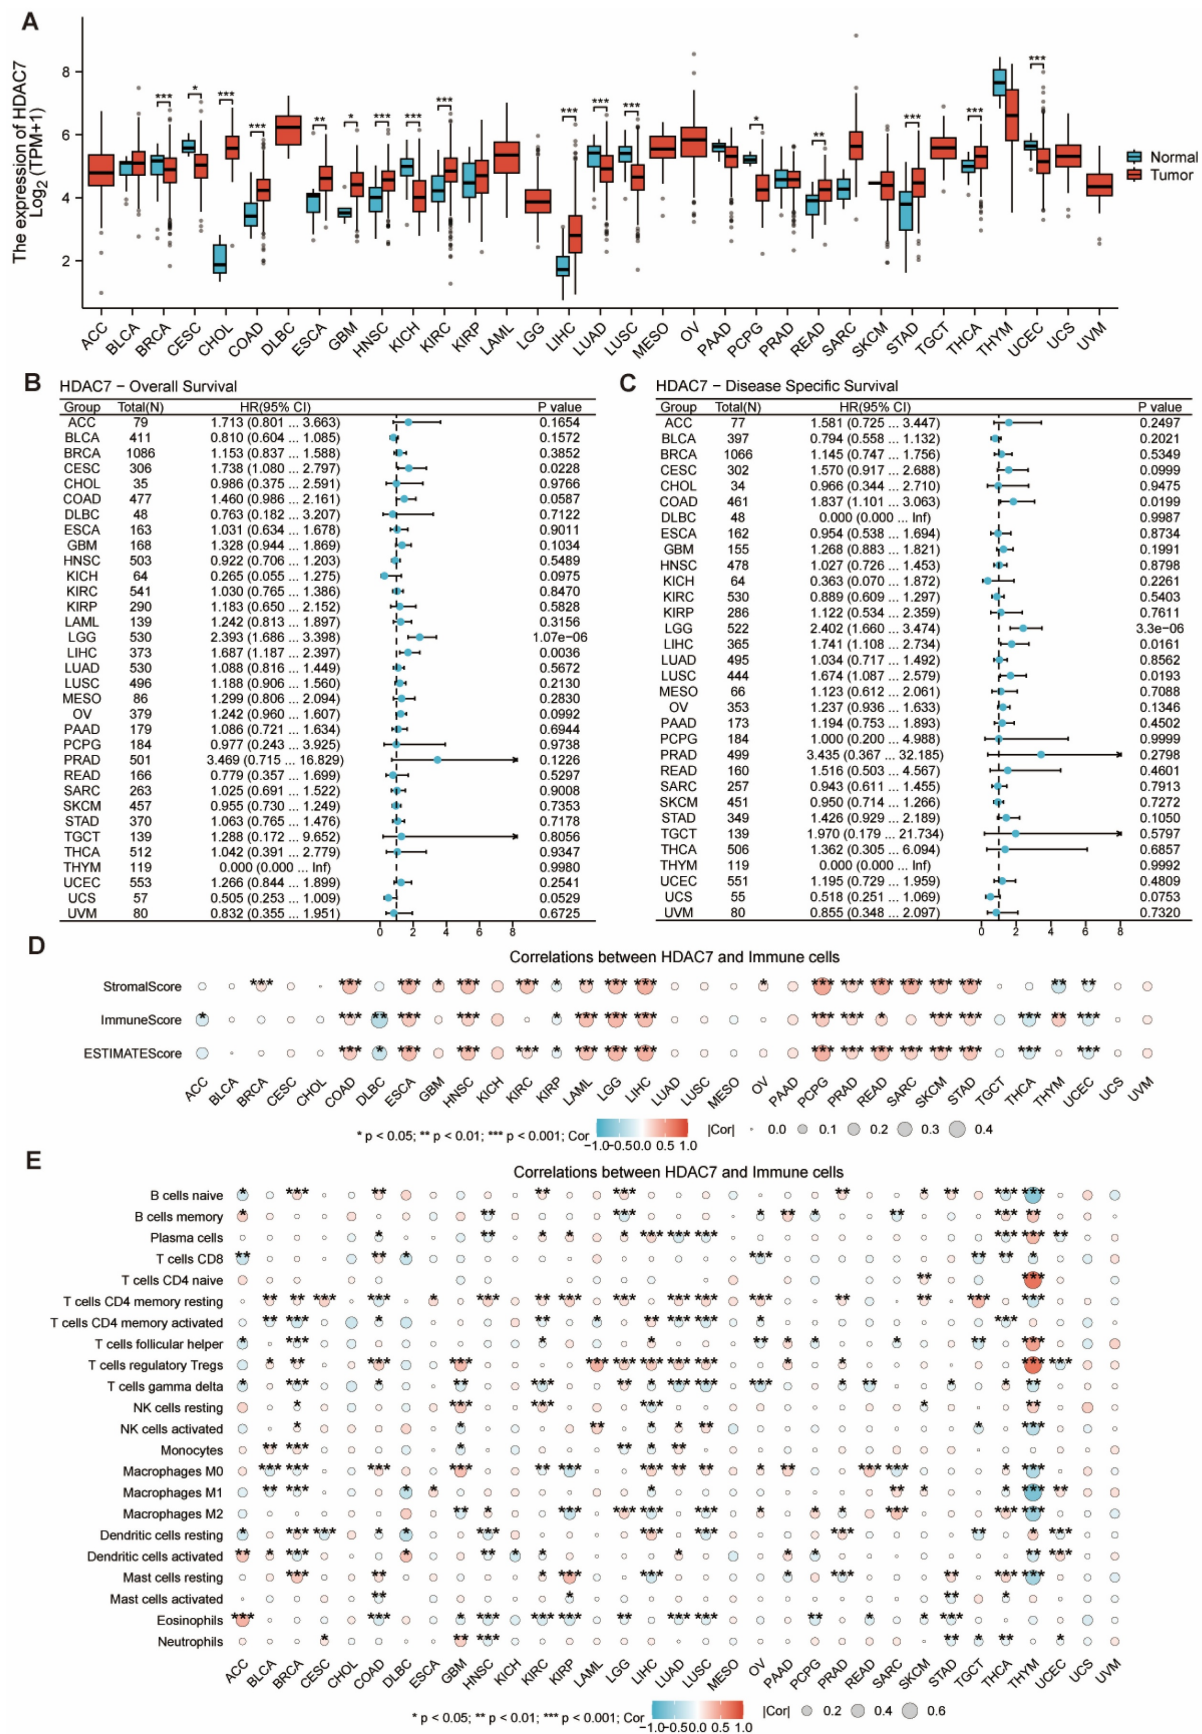 A
The expression of HDAC7
Log2 (TPM+1)
8
6
4
2
*** * *** *** ** * *** *** *** *** *** *** * ** *** *** ***
Normal
Tumor
ACC BLCA BRCA CESC CHOL COAD DLBC ESCA GBM HNSC KICH KIRC KIRP LAML LGG LIHC LUAD LUSC MESO OV PAAD PCPG PRAD READ SARC SKCM STAD TGCT THCA THYM UCEC UCS UVM
B
HDAC7 − Overall Survival
Group Total(N) HR(95% CI) P value
ACC 79 1.713 (0.801 ... 3.663) 0.1654
BLCA 411 0.810 (0.604 ... 1.085) 0.1572
BRCA 1086 1.153 (0.837 ... 1.588) 0.3852
CESC 306 1.738 (1.080 ... 2.797) 0.0228
CHOL 35 0.986 (0.375 ... 2.591) 0.9766
COAD 477 1.460 (0.986 ... 2.161) 0.0587
DLBC 48 0.763 (0.182 ... 3.207) 0.7122
ESCA 163 1.031 (0.634 ... 1.678) 0.9011
GBM 168 1.328 (0.944 ... 1.869) 0.1034
HNSC 503 0.922 (0.706 ... 1.203) 0.5489
KICH 64 0.265 (0.055 ... 1.275) 0.0975
KIRC 541 1.030 (0.765 ... 1.386) 0.8470
KIRP 290 1.183 (0.650 ... 2.152) 0.5828
LAML 139 1.242 (0.813 ... 1.897) 0.3156
LGG 530 2.393 (1.686 ... 3.398) 1.07e−06
LIHC 373 1.687 (1.187 ... 2.397) 0.0036
LUAD 530 1.088 (0.816 ... 1.449) 0.5672
LUSC 496 1.188 (0.906 ... 1.560) 0.2130
MESO 86 1.299 (0.806 ... 2.094) 0.2830
OV 379 1.242 (0.960 ... 1.607) 0.0992
PAAD 179 1.086 (0.721 ... 1.634) 0.6944
PCPG 184 0.977 (0.243 ... 3.925) 0.9738
PRAD 501 3.469 (0.715 ... 16.829) 0.1226
READ 166 0.779 (0.357 ... 1.699) 0.5297
SARC 263 1.025 (0.691 ... 1.522) 0.9008
SKCM 457 0.955 (0.730 ... 1.249) 0.7353
STAD 370 1.063 (0.765 ... 1.476) 0.7178
TGCT 139 1.288 (0.172 ... 9.652) 0.8056
THCA 512 1.042 (0.391 ... 2.779) 0.9347
THYM 119 0.000 (0.000 ... Inf) 0.9980
UCEC 553 1.266 (0.844 ... 1.899) 0.2541
UCS 57 0.505 (0.253 ... 1.009) 0.0529
UVM 80 0.832 (0.355 ... 1.951) 0.6725
0 2 4 6 8
C
HDAC7 − Disease Specific Survival
Group Total(N) HR(95% CI) P value
ACC 77 1.581 (0.725 ... 3.447) 0.2497
BLCA 397 0.794 (0.558 ... 1.132) 0.2021
BRCA 1066 1.145 (0.747 ... 1.756) 0.5349
CESC 302 1.570 (0.917 ... 2.688) 0.0999
CHOL 34 0.966 (0.344 ... 2.710) 0.9475
COAD 461 1.837 (1.101 ... 3.063) 0.0199
DLBC 48 0.000 (0.000 ... Inf) 0.9987
ESCA 162 0.954 (0.538 ... 1.694) 0.8734
GBM 155 1.268 (0.883 ... 1.821) 0.1991
HNSC 478 1.027 (0.726 ... 1.453) 0.8798
KICH 64 0.363 (0.070 ... 1.872) 0.2261
KIRC 530 0.889 (0.609 ... 1.297) 0.5403
KIRP 286 1.122 (0.534 ... 2.359) 0.7611
LGG 522 2.402 (1.660 ... 3.474) 3.3e−06
LIHC 365 1.741 (1.108 ... 2.734) 0.0161
LUAD 495 1.034 (0.717 ... 1.492) 0.8562
LUSC 444 1.674 (1.087 ... 2.579) 0.0193
MESO 66 1.123 (0.612 ... 2.061) 0.7088
OV 353 1.237 (0.936 ... 1.633) 0.1346
PAAD 173 1.194 (0.753 ... 1.893) 0.4502
PCPG 184 1.000 (0.200 ... 4.988) 0.9999
PRAD 499 3.435 (0.367 ... 32.185) 0.2798
READ 160 1.516 (0.503 ... 4.567) 0.4601
SARC 257 0.943 (0.611 ... 1.455) 0.7913
SKCM 451 0.950 (0.714 ... 1.266) 0.7272
STAD 349 1.426 (0.929 ... 2.189) 0.1050
TGCT 139 1.970 (0.179 ... 21.734) 0.5797
THCA 506 1.362 (0.305 ... 6.094) 0.6857
THYM 119 0.000 (0.000 ... Inf) 0.9992
UCEC 551 1.195 (0.729 ... 1.959) 0.4809
UCS 55 0.518 (0.251 ... 1.069) 0.0753
UVM 80 0.855 (0.348 ... 2.097) 0.7320
0 2 4 6 8
D
Correlations between HDAC7 and Immune cells
StromalScore
ImmuneScore
ESTIMATEScore
ACC BLCA BRCA CESC CHOL COAD DLBC ESCA GBM HNSC KICH KIRC KIRP LAML LGG LIHC LUAD LUSC MESO OV PAAD PCPG PRAD READ SARC SKCM STAD TGCT THCA THYM UCEC UCS UVM
* p < 0.05; ** p < 0.01; *** p < 0.001; Cor −1.0−0.50.0 0.5 1.0 |Cor| 0.0 0.1 0.2 0.3 0.4
E
Correlations between HDAC7 and Immune cells
B cells naive
B cells memory
Plasma cells
T cells CD8
T cells CD4 naive
T cells CD4 memory resting
T cells CD4 memory activated
T cells follicular helper
T cells regulatory Tregs
T cells gamma delta
NK cells resting
NK cells activated
Monocytes
Macrophages M0
Macrophages M1
Macrophages M2
Dendritic cells resting
Dendritic cells activated
Mast cells resting
Mast cells activated
Eosinophils
Neutrophils
ACC BLCA BRCA CESC CHOL COAD DLBC ESCA GBM HNSC KICH KIRC KIRP LAML LGG LIHC LUAD LUSC MESO OV PAAD PCPG PRAD READ SARC SKCM STAD TGCT THCA THYM UCEC UCS UVM
* p < 0.05; ** p < 0.01; *** p < 0.001; Cor −1.0−0.50.0 0.5 1.0 |Cor| 0.2 0.4 0.6